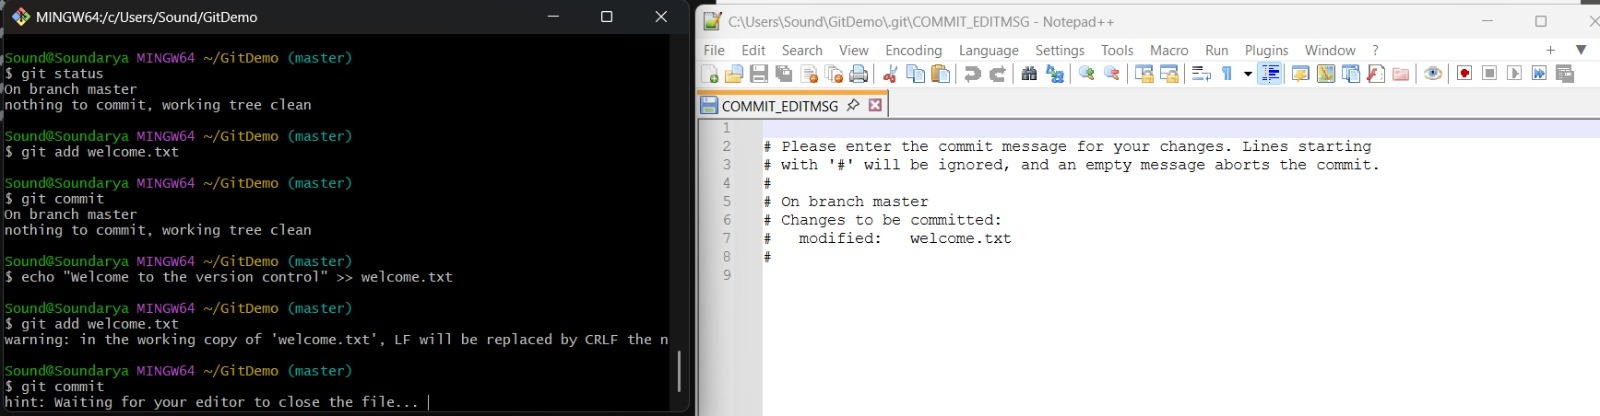 MINGW64:/c/Users/Sound/GitDemo
Sound@Soundarya MINGW64 ~/GitDemo (master)
$ git status
On branch master
nothing to commit, working tree clean
Sound@Soundarya MINGW64 ~/GitDemo (master)
$ git add welcome.txt
Sound@Soundarya MINGW64 ~/GitDemo (master)
$ git commit
On branch master
nothing to commit, working tree clean
Sound@Soundarya MINGW64 ~/GitDemo (master)
$ echo "Welcome to the version control" >> welcome.txt
Sound@Soundarya MINGW64 ~/GitDemo (master)
$ git add welcome.txt
warning: in the working copy of 'welcome.txt', LF will be replaced by CRLF the n
Sound@Soundarya MINGW64 ~/GitDemo (master)
$ git commit
hint: Waiting for your editor to close the file...
C:\Users\Sound\GitDemo\.git\COMMIT_EDITMSG - Notepad++
File Edit Search View Encoding Language Settings Tools Macro Run Plugins Window ?
COMMIT_EDITMSG
1
2 # Please enter the commit message for your changes. Lines starting
3 # with '#' will be ignored, and an empty message aborts the commit.
4 #
5 # On branch master
6 # Changes to be committed:
7 # modified: welcome.txt
8 #
9